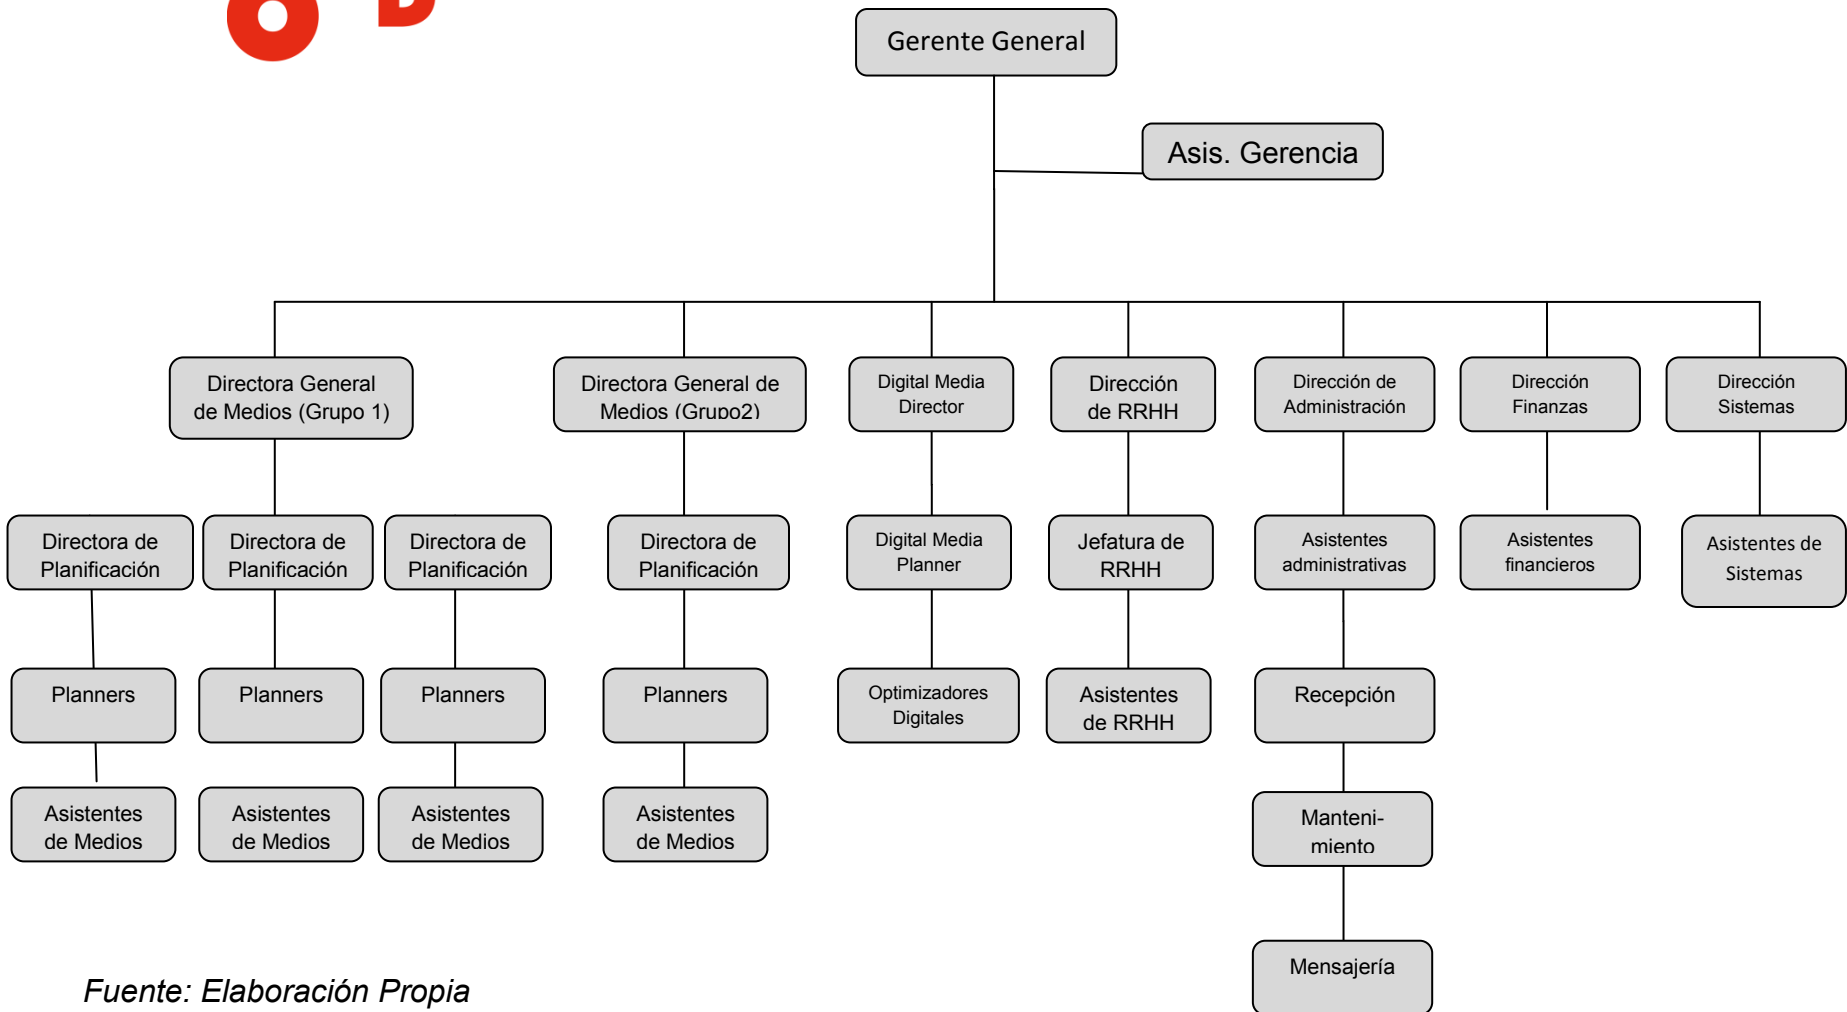 Gerente General
Asis. Gerencia
Directora General
de Medios (Grupo 1)
Directora General de
Medios (Grupo2)
Digital Media
Director
Dirección
de RRHH
Dirección de
Administración
Dirección
Finanzas
Dirección
Sistemas
Directora de
Planificación
Directora de
Planificación
Directora de
Planificación
Directora de
Planificación
Digital Media
Planner
Jefatura de
RRHH
Asistentes
administrativas
Asistentes
financieros
Asistentes de
Sistemas
Planners
Planners
Planners
Planners
Optimizadores
Digitales
Asistentes
de RRHH
Recepción
Asistentes
de Medios
Asistentes
de Medios
Asistentes
de Medios
Asistentes
de Medios
Manteni-
miento
Mensajería
Fuente: Elaboración Propia